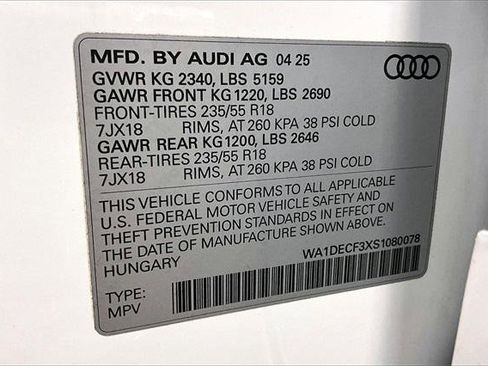 MFD. BY AUDI AG 04 25
GVWR KG 2340, LBS 5159
GAWR FRONT KG 1220, LBS 2690
FRONT-TIRES 235/55 R18
7JX18 RIMS, AT 260 KPA 38 PSI COLD
GAWR REAR KG1200, LBS 2646
REAR-TIRES 235/55 R18
7JX18 RIMS, AT 260 KPA 38 PSI COLD
THIS VEHICLE CONFORMS TO ALL APPLICABLE
U.S. FEDERAL MOTOR VEHICLE SAFETY AND
THEFT PREVENTION STANDARDS IN EFFECT ON
THE DATE OF MANUFACTURE SHOWN ABOVE.
HUNGARY
WA1DECF3XS1080078
TYPE:
MPV